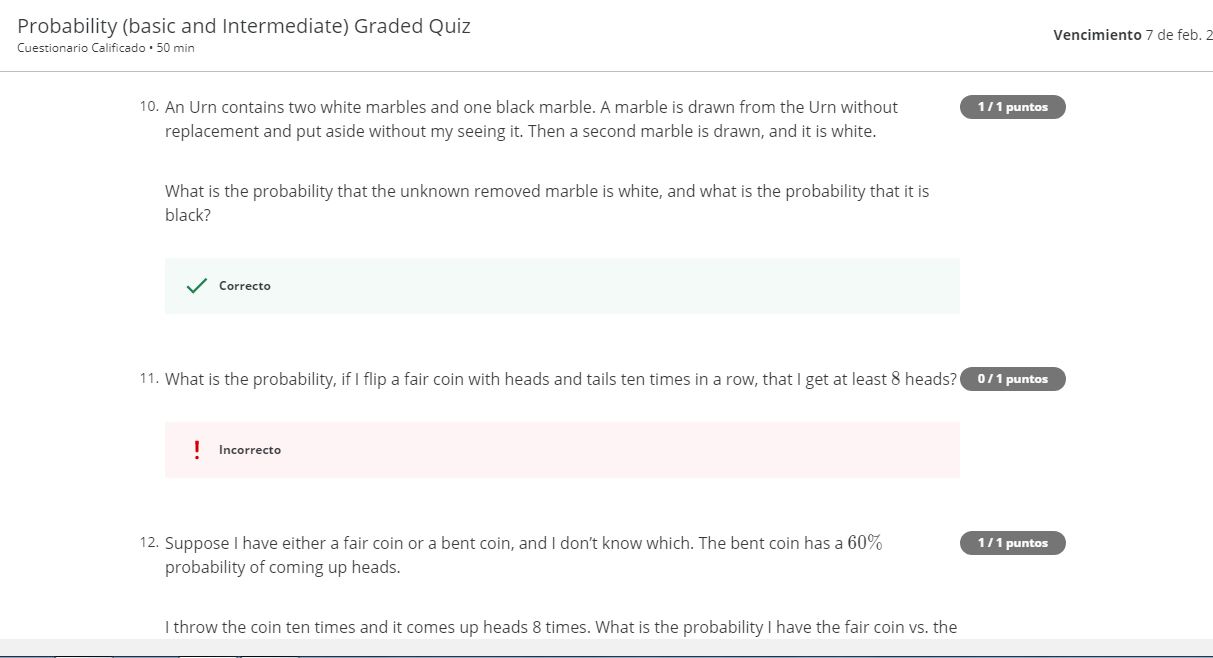 Probability (basic and Intermediate) Graded Quiz
Cuestionario Calificado • 50 min
Vencimiento 7 de feb. 2
10. An Urn contains two white marbles and one black marble. A marble is drawn from the Urn without
replacement and put aside without my seeing it. Then a second marble is drawn, and it is white.
1 / 1 puntos
What is the probability that the unknown removed marble is white, and what is the probability that it is
black?
Correcto
11. What is the probability, if I flip a fair coin with heads and tails ten times in a row, that I get at least 8 heads?
0 / 1 puntos
Incorrecto
12. Suppose I have either a fair coin or a bent coin, and I don’t know which. The bent coin has a 60%
probability of coming up heads.
1 / 1 puntos
I throw the coin ten times and it comes up heads 8 times. What is the probability I have the fair coin vs. the